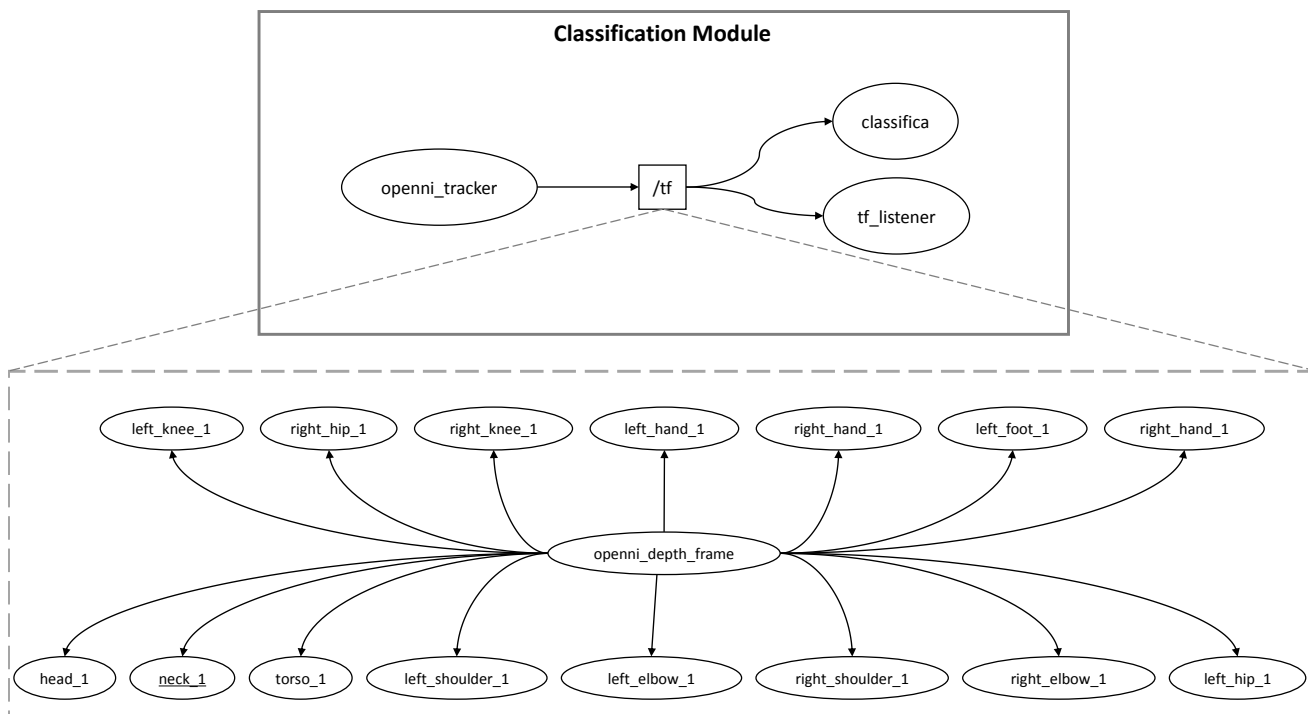 Classification Module
classifica
openni_tracker
/tf
tf_listener
left_knee_1
right_hip_1
right_knee_1
left_hand_1
right_hand_1
left_foot_1
right_hand_1
openni_depth_frame
head_1
neck_1
torso_1
left_shoulder_1
left_elbow_1
right_shoulder_1
right_elbow_1
left_hip_1